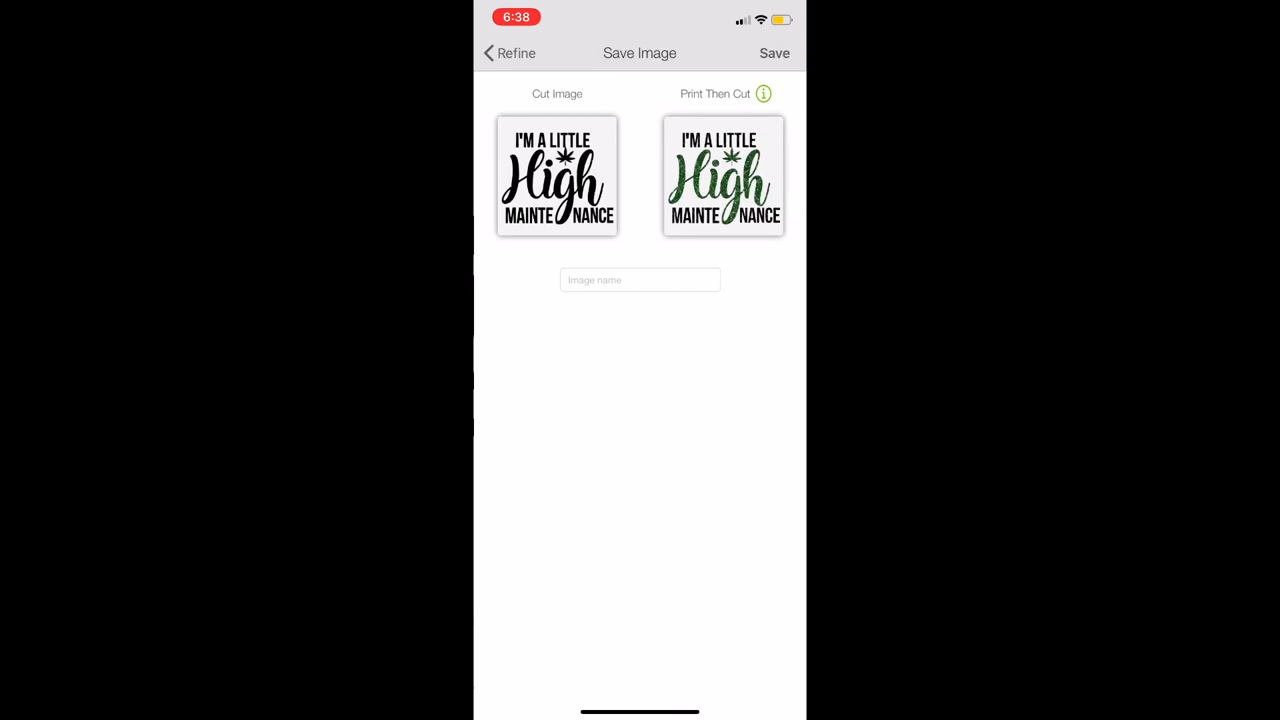 6:38
Refine
Save Image
Save
Cut Image
Print Then Cut
I'M A LITTLE
High
MAINTE NANCE
I'M A LITTLE
High
MAINTE NANCE
Image name